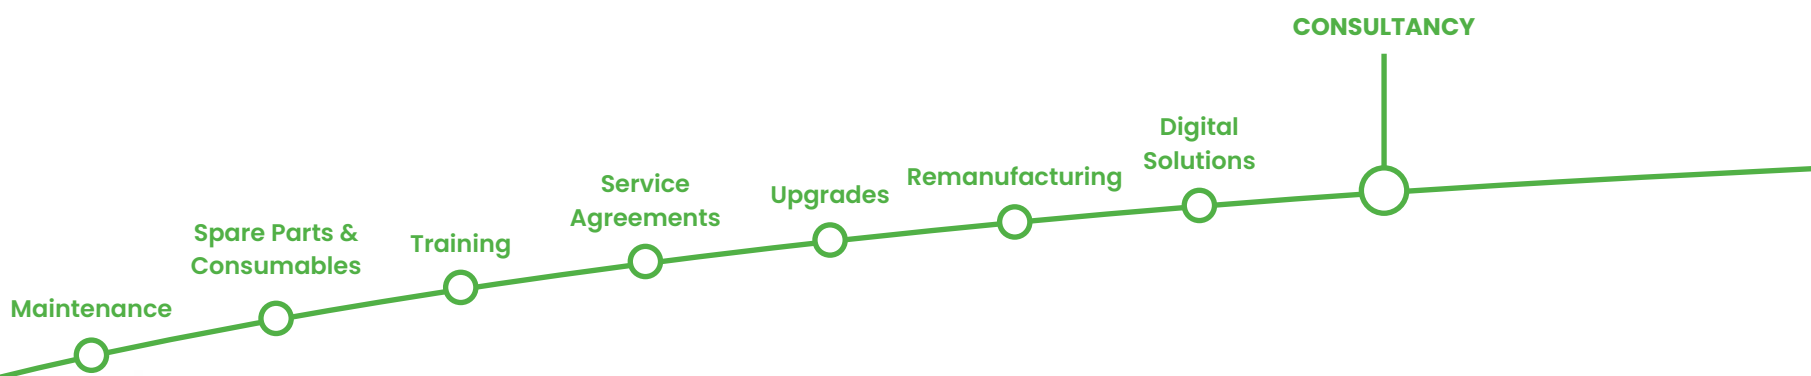 Maintenance
Spare Parts &
Consumables
Training
Service
Agreements
Upgrades
Remanufacturing
Digital
Solutions
CONSULTANCY